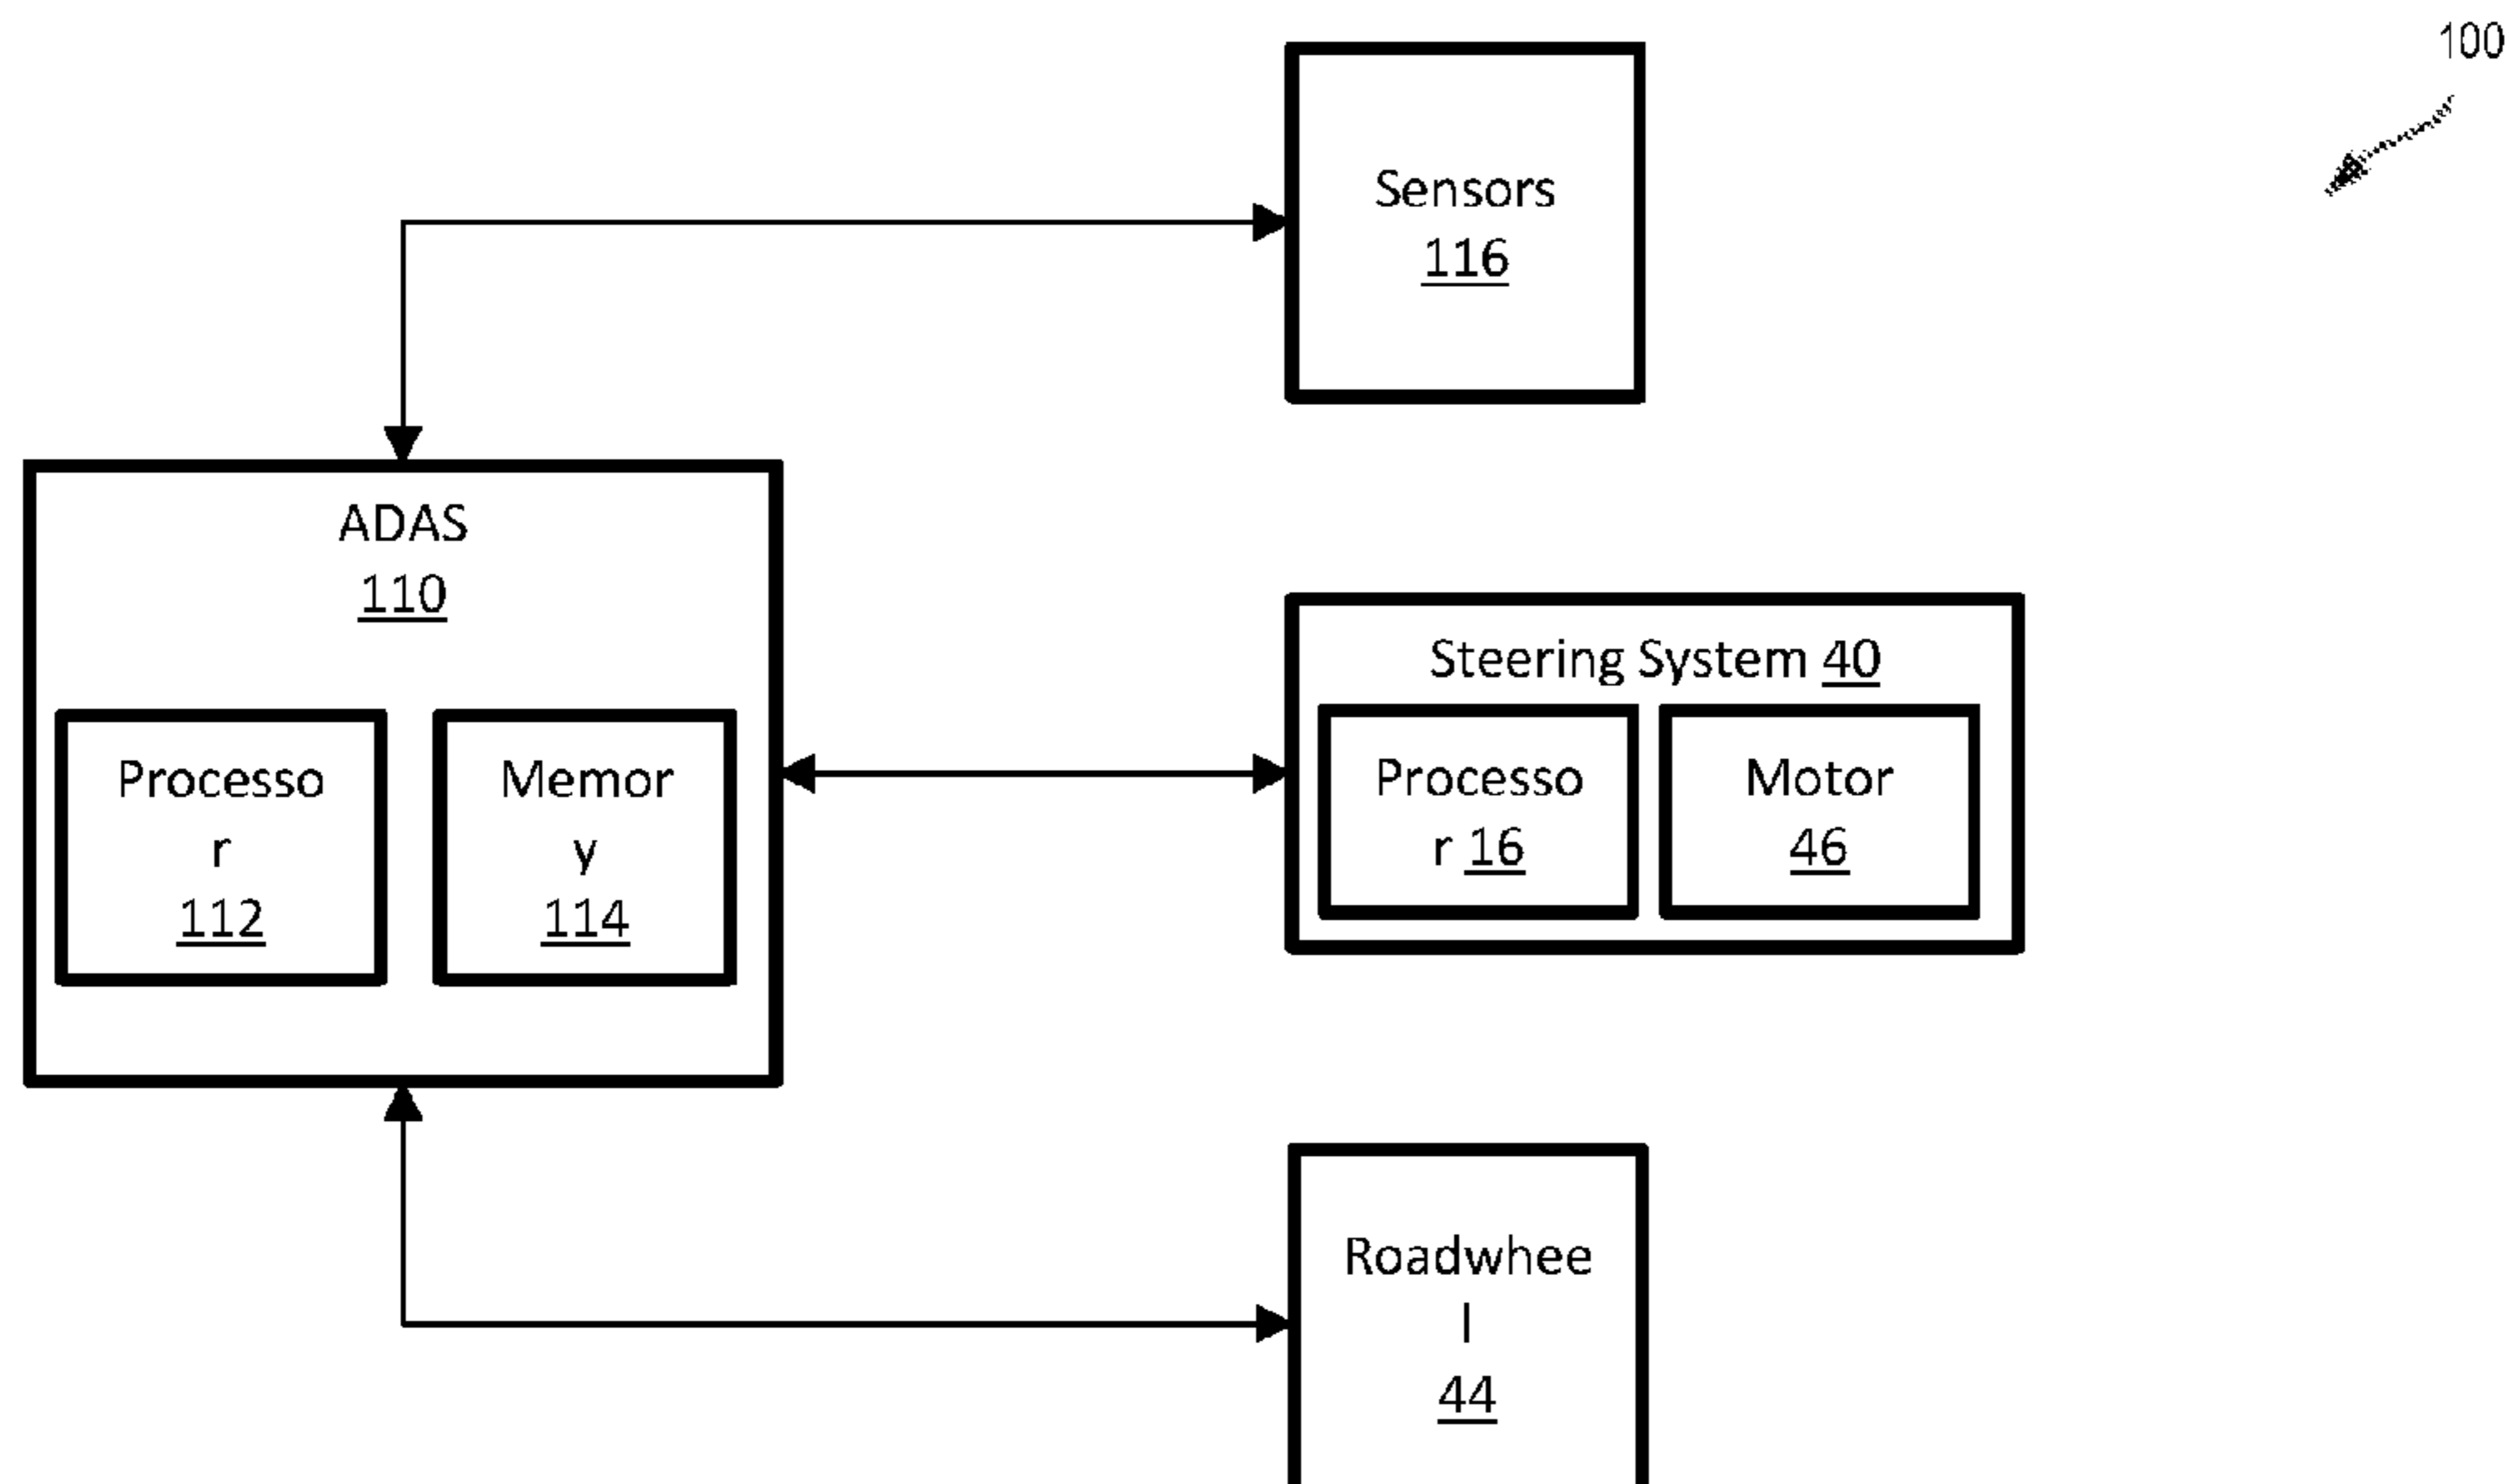 100
Sensors
116
ADAS
110
Processo
r
112
Memor
y
114
Steering System 40
Processo
r 16
Motor
46
Roadwhee
l
44